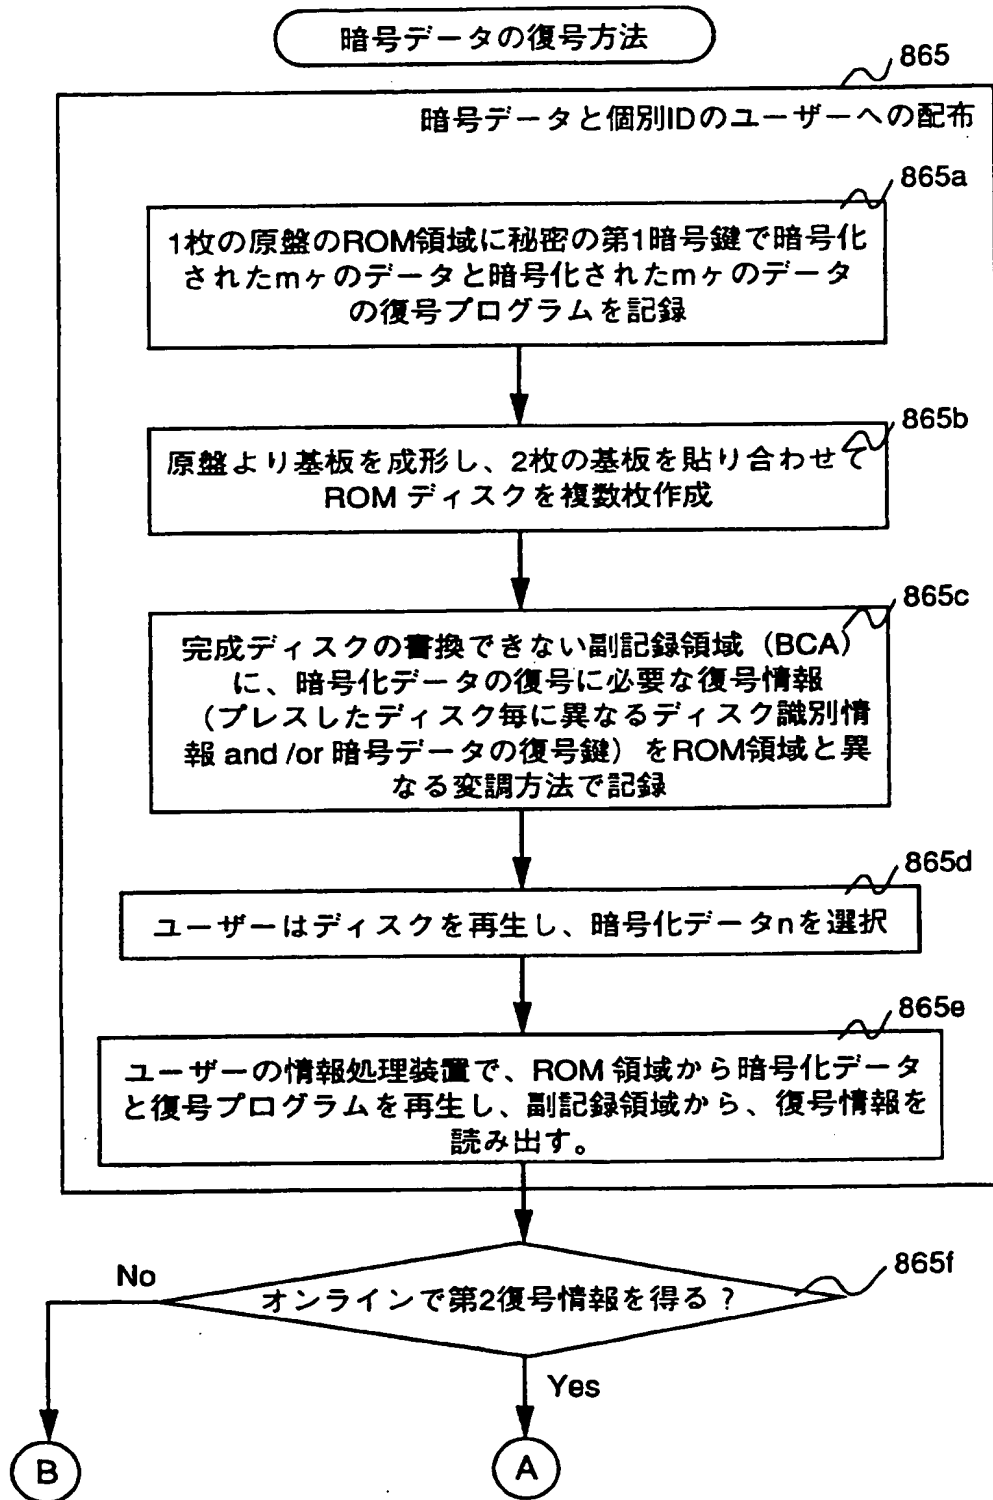 暗号データの復号方法
865
暗号データと個別IDのユーザーへの配布
865a
1枚の原盤のROM領域に秘密の第1暗号鍵で暗号化
されたmヶのデータと暗号化されたmヶのデータ
の復号プログラムを記録
865b
原盤より基板を成形し、2枚の基板を貼り合わせて
ROM ディスクを複数枚作成
865c
完成ディスクの書換できない副記録領域（BCA）
に、暗号化データの復号に必要な復号情報
（プレスしたディスク毎に異なるディスク識別情
報 and /or 暗号データの復号鍵）をROM領域と異
なる変調方法で記録
865d
ユーザーはディスクを再生し、暗号化データnを選択
865e
ユーザーの情報処理装置で、ROM 領域から暗号化データ
と復号プログラムを再生し、副記録領域から、復号情報を
読み出す。
865f
No
オンラインで第2復号情報を得る？
Yes
B
A